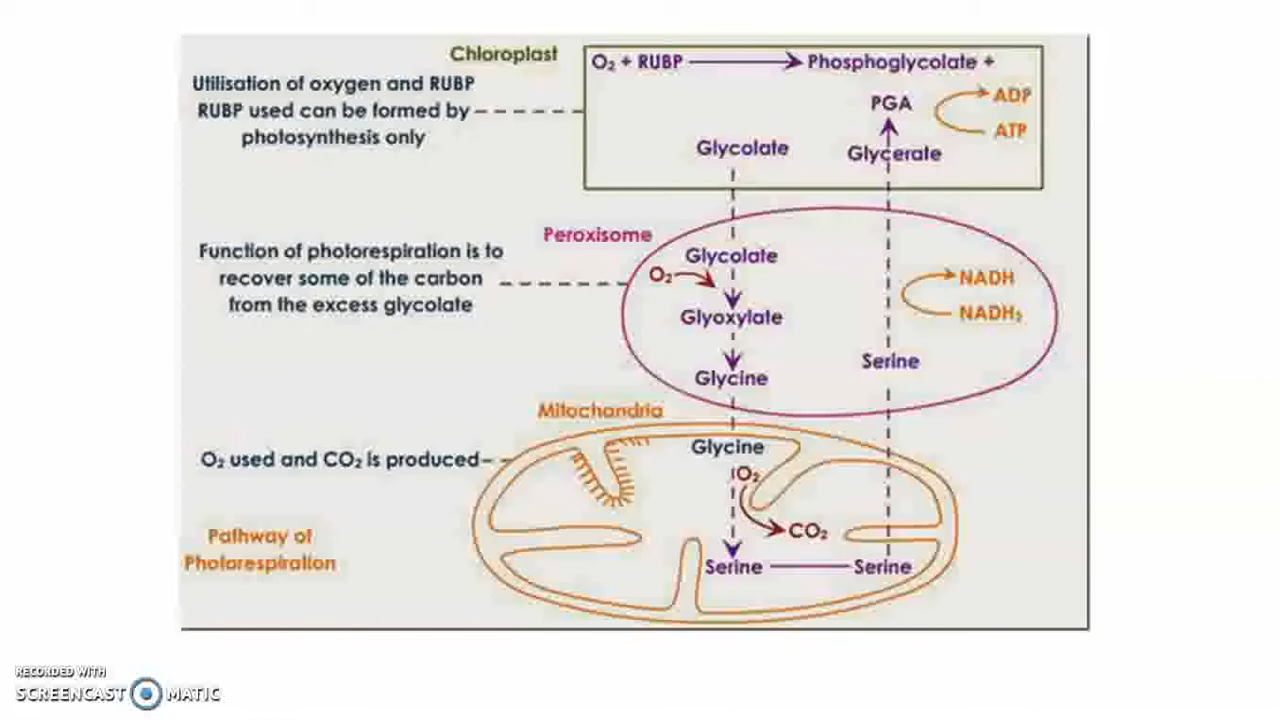 Chloroplast
O₂ + RUBP Phosphoglycolate +
Utilisation of oxygen and RUBP
RUBP used can be formed by
photosynthesis only
PGA
ADP
ATP
Glycolate
Glycerate
Peroxisome
Function of photorespiration is to
recover some of the carbon
from the excess glycolate
Glycolate
O₂
Glyoxylate
Glycine
NADH
NADH₂
Serine
Mitochondria
O₂ used and CO₂ is produced
Glycine
O₂
CO₂
Serine Serine
Pathway of
Photorespiration
RECORDED WITH
SCREENCAST MATIC